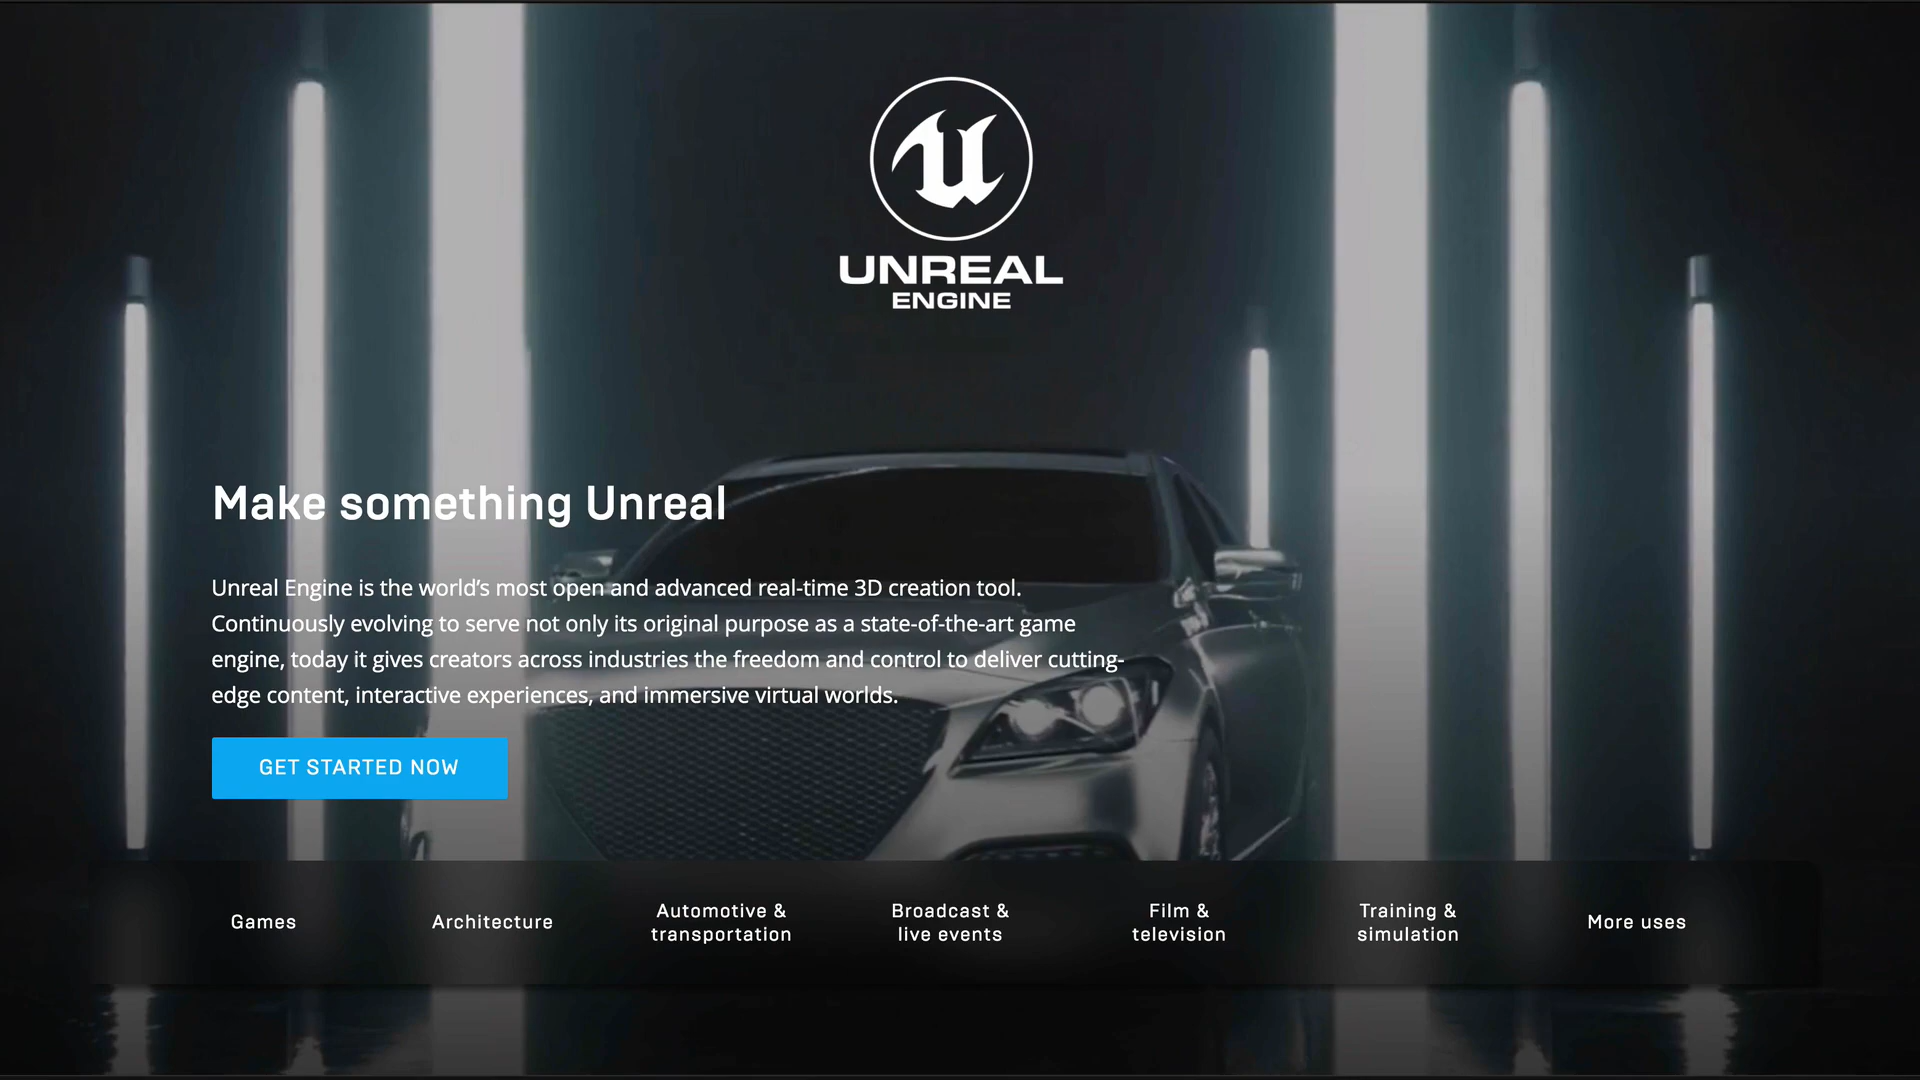 UNREAL
ENGINE
Make something Unreal
Unreal Engine is the world’s most open and advanced real-time 3D creation tool.
Continuously evolving to serve not only its original purpose as a state-of-the-art game
engine, today it gives creators across industries the freedom and control to deliver cutting-
edge content, interactive experiences, and immersive virtual worlds.
GET STARTED NOW
Games
Architecture
Automotive &
transportation
Broadcast &
live events
Film &
television
Training &
simulation
More uses